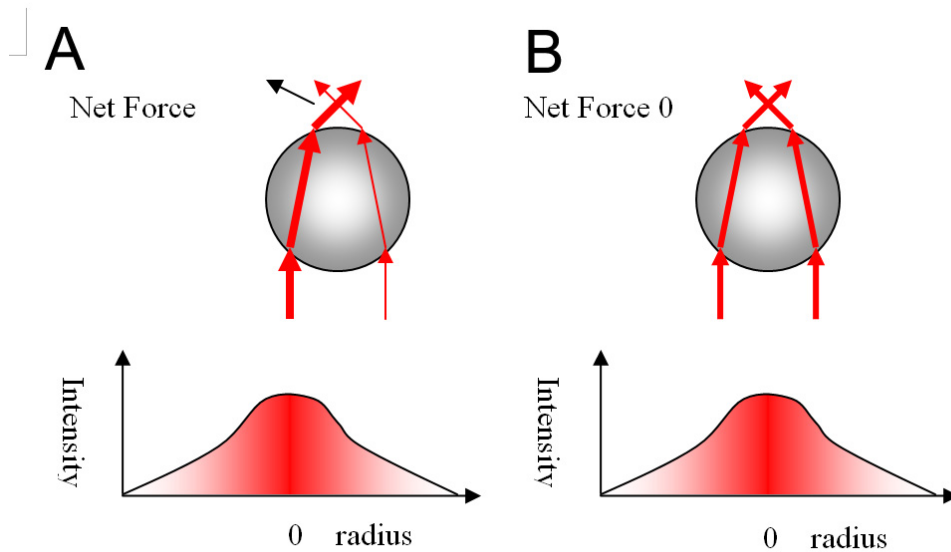 A
Net Force
Intensity
0 radius
B
Net Force 0
Intensity
0 radius